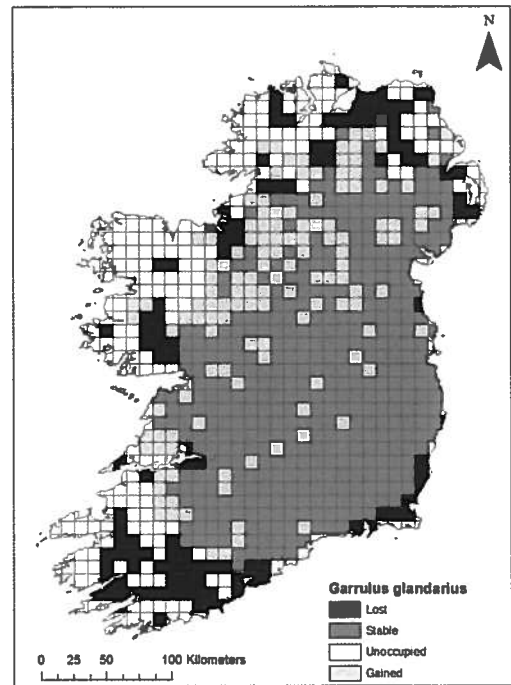 N
Garrulus glandarius
Lost
Stable
Unoccupied
Gained
0 25 50 100 Kilometers